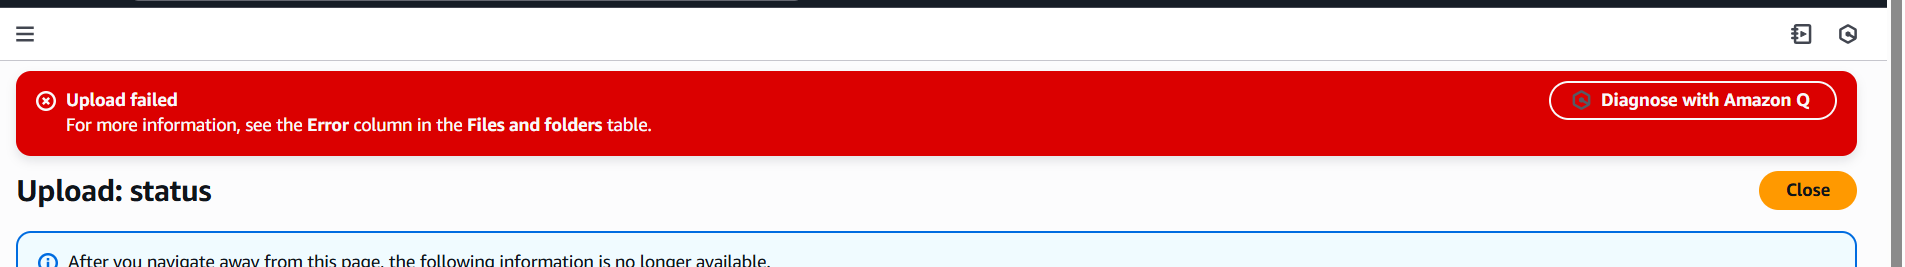 Upload failed
Diagnose with Amazon Q
For more information, see the Error column in the Files and folders table.
Upload: status
Close
After you navigate away from this page, the following information is no longer available.